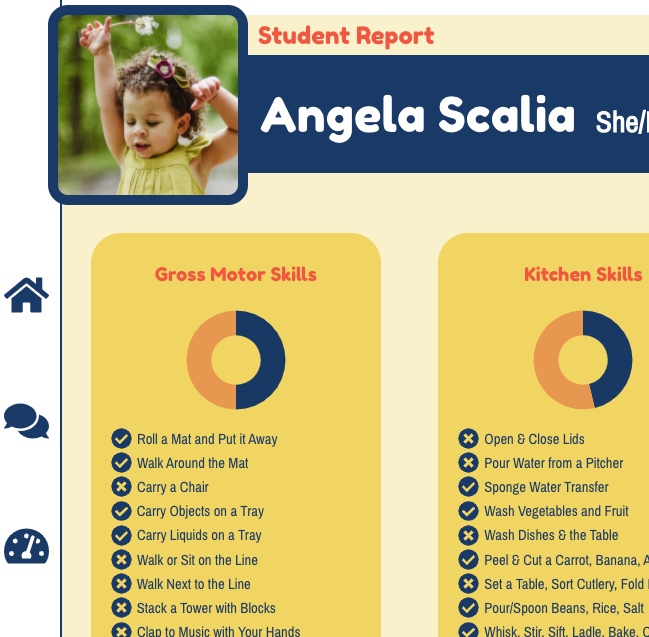 Student Report
Angela Scalia She/
Gross Motor Skills
Roll a Mat and Put it Away
Walk Around the Mat
Carry a Chair
Carry Objects on a Tray
Carry Liquids on a Tray
Walk or Sit on the Line
Walk Next to the Line
Stack a Tower with Blocks
Clap to Music with Your Hands
Kitchen Skills
Open & Close Lids
Pour Water from a Pitcher
Sponge Water Transfer
Wash Vegetables and Fruit
Wash Dishes & the Table
Peel & Cut a Carrot, Banana,
Set a Table, Sort Cutlery, Fold
Pour/Spoon Beans, Rice, Salt
Whisk, Stir, Sift, Ladle, Bake,